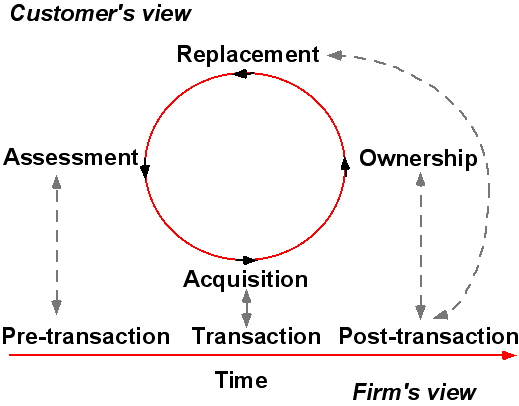 Customer's view
Replacement
Assessment
Ownership
Acquisition
Pre-transaction
Transaction
Post-transaction
Time
Firm's view